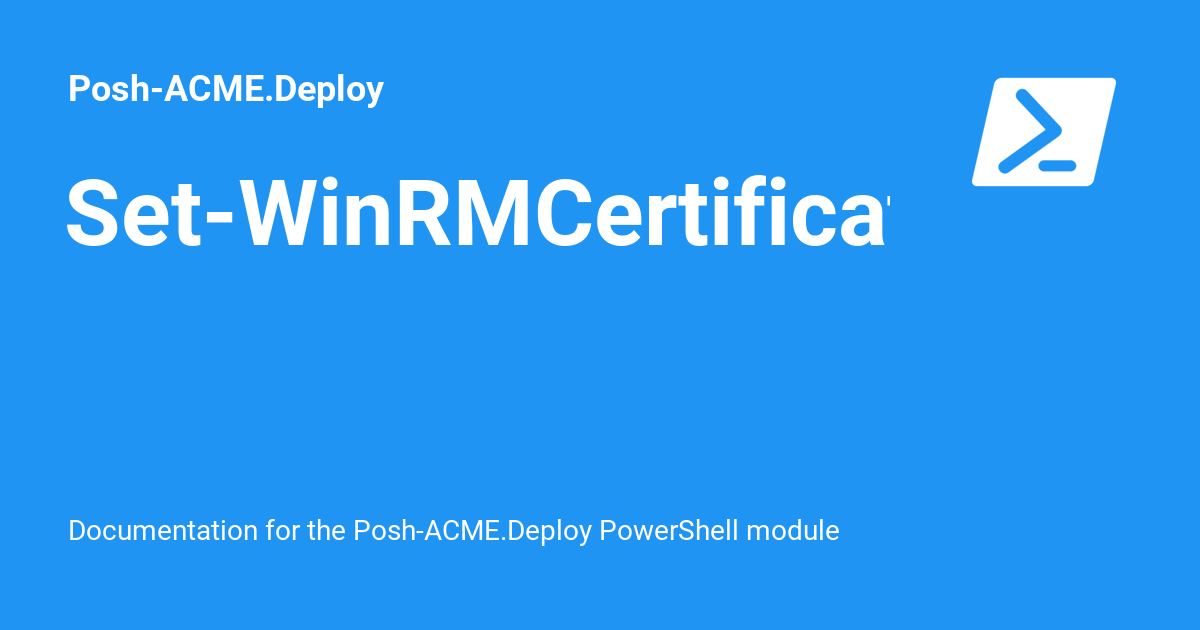 Posh-ACME.Deploy
Set-WinRMCertifica
Documentation for the Posh-ACME.Deploy PowerShell module